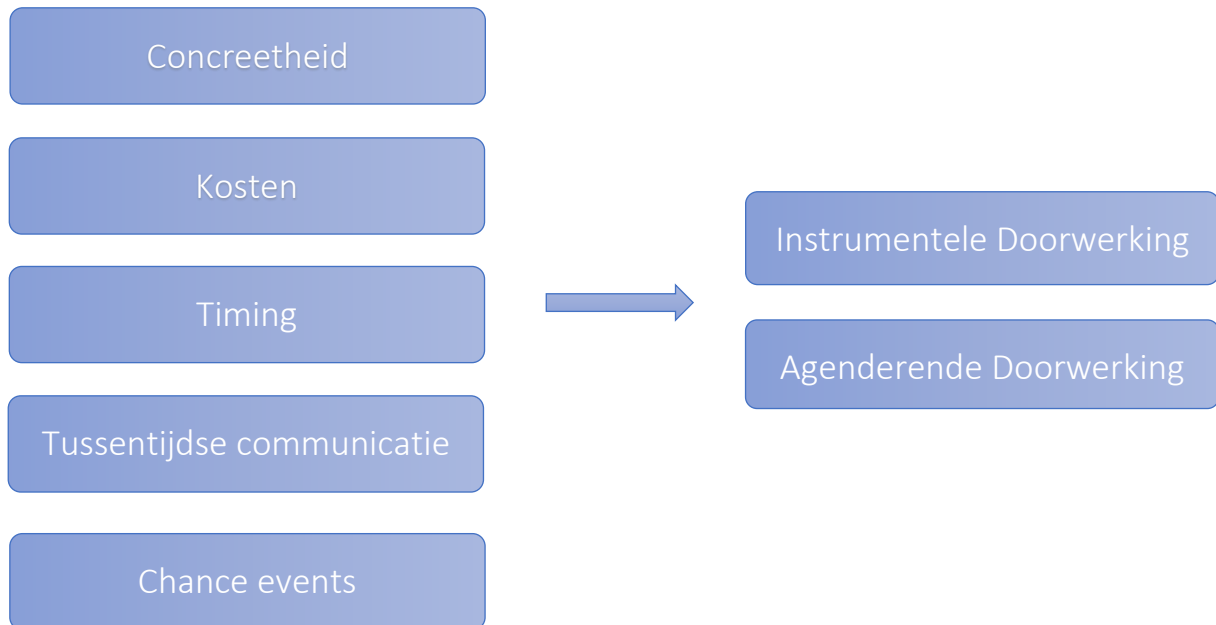 Concreetheid
Kosten
Timing
Tussentijdse communicatie
Chance events
Instrumentele Doorwerking
Agenderende Doorwerking